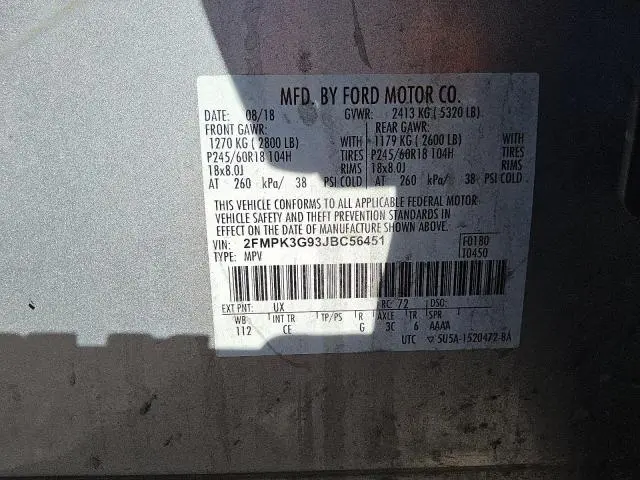 MFD. BY FORD MOTOR CO.
DATE: 08/18 GVWR: 2413 KG ( 5320 LB)
FRONT GAWR: REAR GAWR:
1270 KG ( 2800 LB) WITH 1179 KG ( 2600 LB) WITH
P245/60R18 104H TIRES P245/60R18 104H TIRES
18x8.0J RIMS 18x8.0J RIMS
AT 260 kPa/ 38 PSI COLD AT 260 kPa/ 38 PSI COLD
THIS VEHICLE CONFORMS TO ALL APPLICABLE FEDERAL MOTOR
VEHICLE SAFETY AND THEFT PREVENTION STANDARDS IN
EFFECT ON THE DATE OF MANUFACTURE SHOWN ABOVE.
VIN: 2FMPK3G93JBC56451 F0180
TYPE: MPV T0450
EXT PNT: UX RC: 72 DSO:
WB INT TR TP/PS R AXLE TR SPR
112 CE G 3C 6 AAAA
UTC ▽ 5U5A-1520472-BA